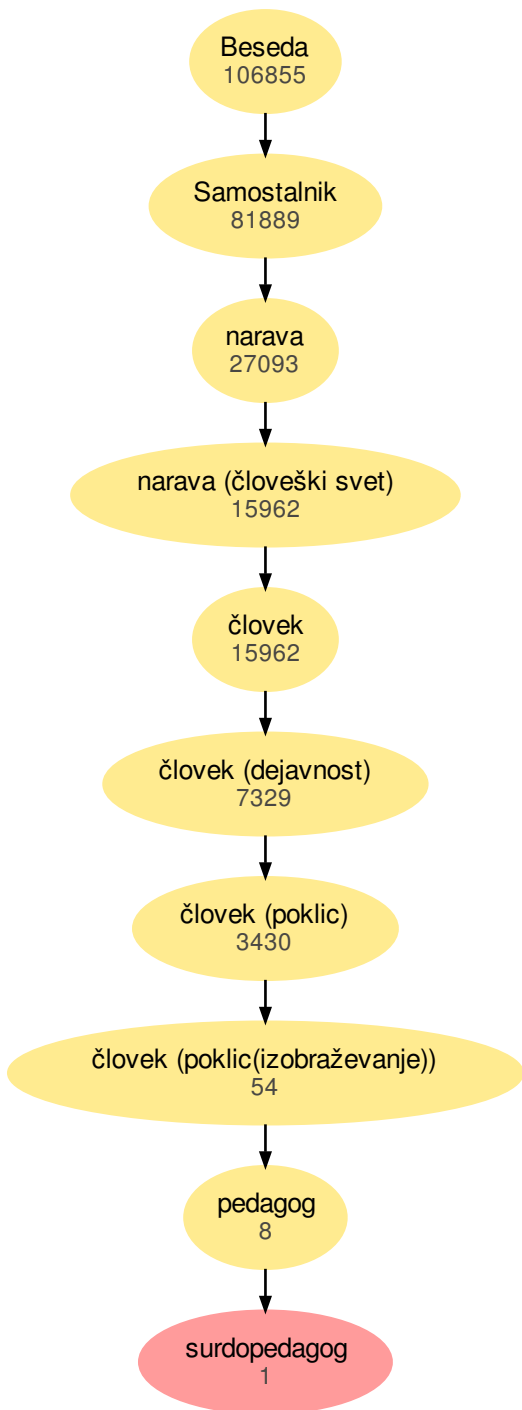 Beseda
106855
Samostalnik
81889
narava
27093
narava (človeški svet)
15962
človek
15962
človek (dejavnost)
7329
človek (poklic)
3430
človek (poklic(izobraževanje))
54
pedagog
8
surdopedagog
1